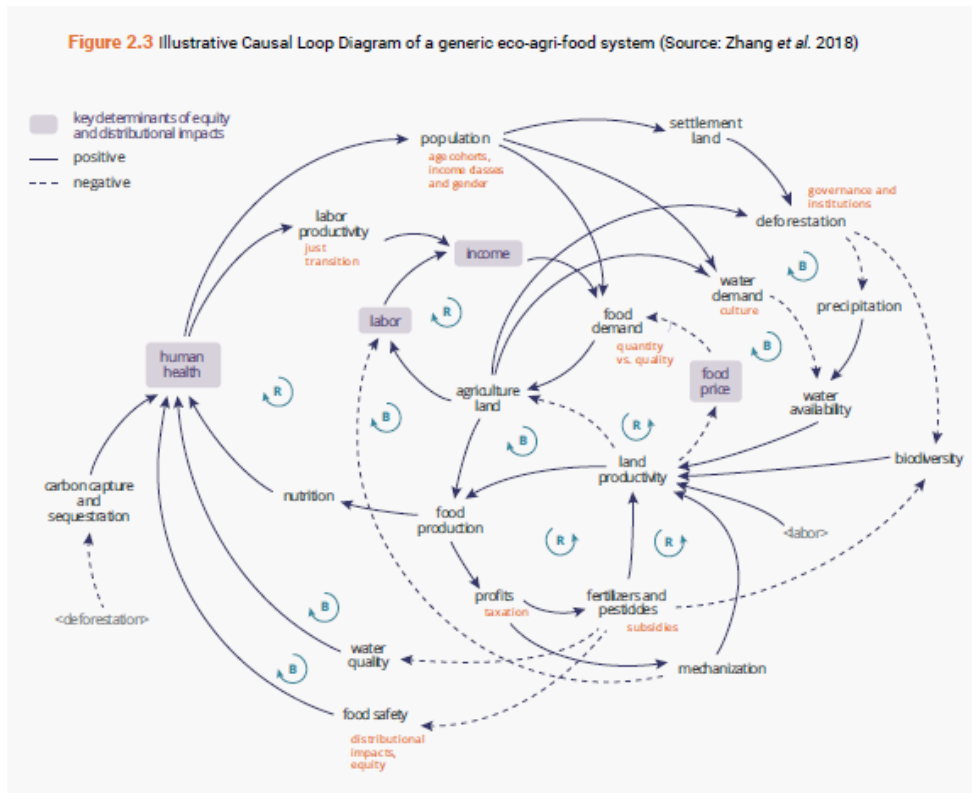 Figure 2.3 Illustrative Causal Loop Diagram of a generic eco-agri-food system (Source: Zhang et al. 2018)
key determinants of equity
and distributional impacts
positive
negative
population
age cohorts,
income classes
and gender
settlement
land
governance and
institutions
deforestation
labor
productivity
just
transition
income
B
water
demand
culture
precipitation
labor
R
food
demand
quantity
vs. quality
B
human
health
food
price
R
agriculture
land
water
availability
B
B
R
land
productivity
biodiversity
carbon capture
and
sequestration
nutrition
food
production
<labor>
R
R
<deforestation>
profits
taxation
fertilizers and
pesticides
subsidies
B
water
quality
B
mechanization
food safety
distributional
impacts,
equity